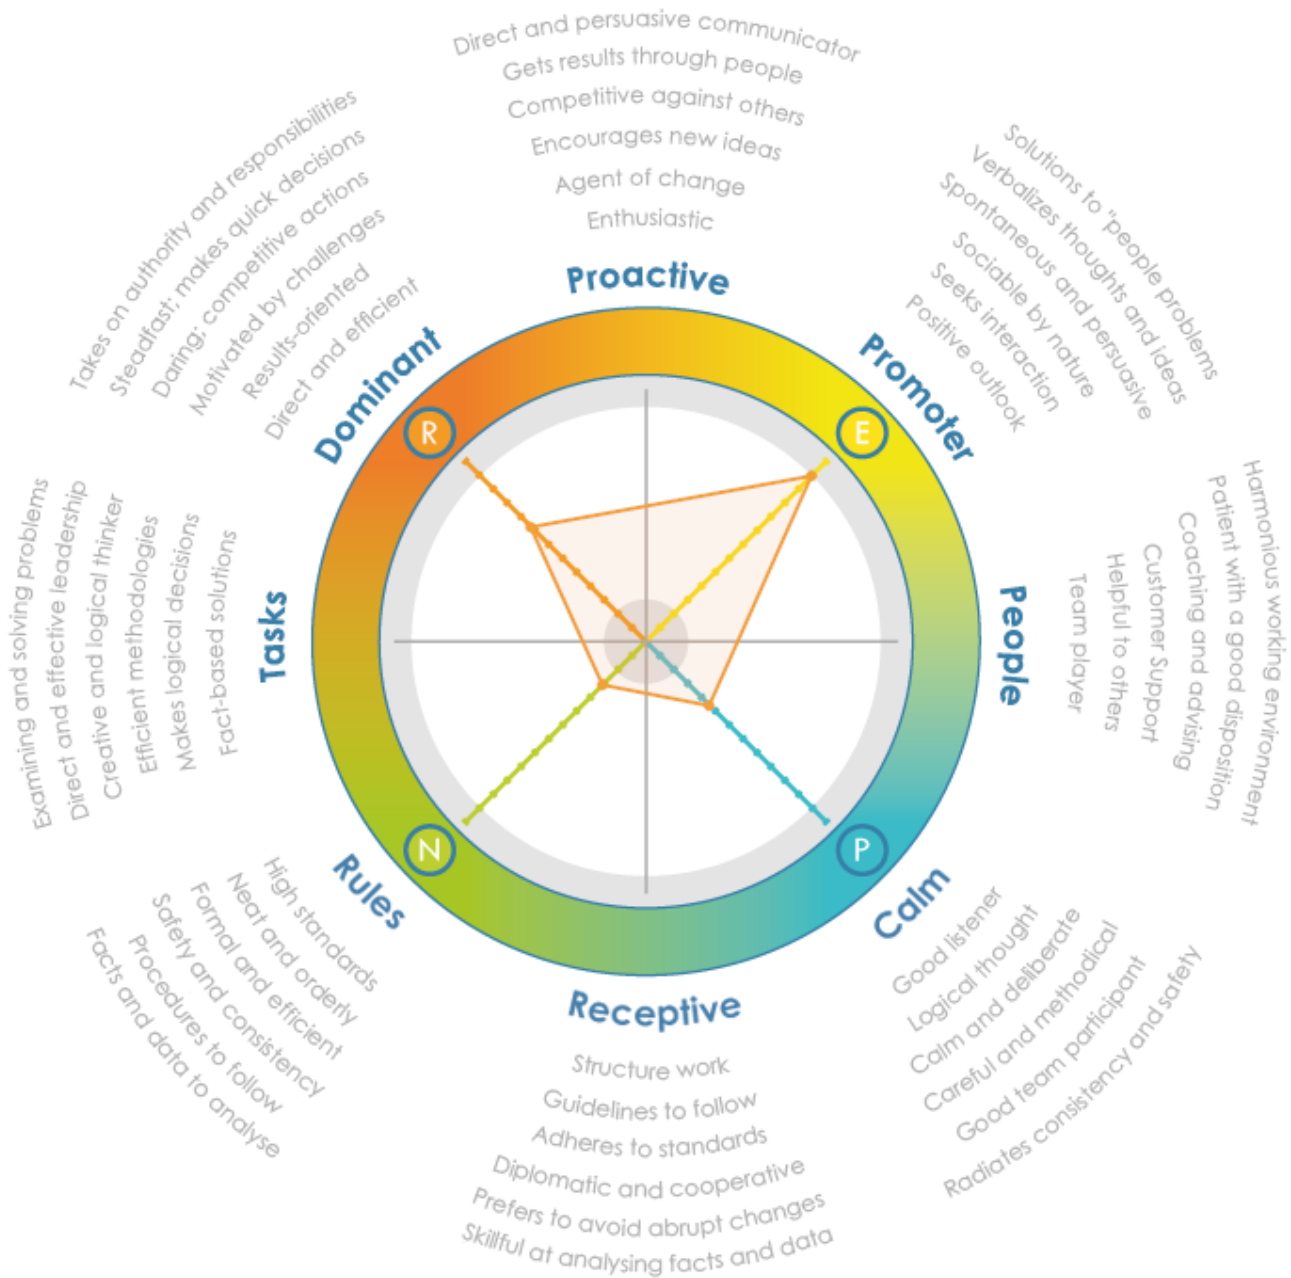 Direct and persuasive communicator
Gets results through people
Competitive against others
Encourages new ideas
Agent of change
Enthusiastic
Proactive
Solutions to "people problems
Verbalizes thoughts and ideas
Spontaneous and persuasive
Sociable by nature
Seeks interaction
Positive outlook
Promoter
E
Harmonious working environment
Patient with a good disposition
Coaching and advising
Customer Support
Helpful to others
Team player
People
P
Calm
Good listener
Logical thought
Calm and deliberate
Careful and methodical
Good team participant
Radiates consistency and safety
Receptive
Structure work
Guidelines to follow
Adheres to standards
Diplomatic and cooperative
Prefers to avoid abrupt changes
Skillful at analysing facts and data
N
Rules
High standards
Neat and orderly
Formal and efficient
Safety and consistency
Procedures to follow
Facts and data to analyse
Examining and solving problems
Direct and effective leadership
Creative and logical thinker
Efficient methodologies
Makes logical decisions
Fact-based solutions
Tasks
Takes on authority and responsibilities
Steadfast; makes quick decisions
Daring; competitive actions
Motivated by challenges
Results-oriented
Direct and efficient
Dominant
R